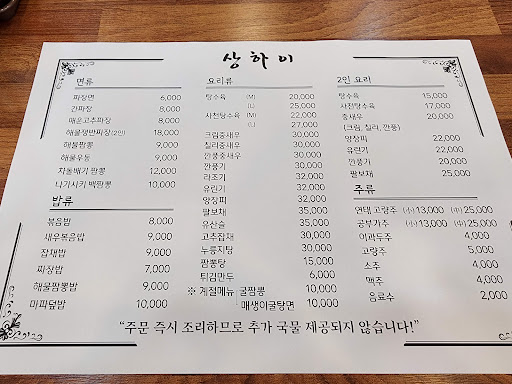 상하이
면류
짜장면 6,000
간짜장 8,000
매운고추짜장 8,000
해물쟁반짜장(2인) 18,000
해물짬뽕 9,000
해물우동 9,000
차돌배기 짬뽕 12,000
나가사키 백짬뽕 10,000
밥류
볶음밥 8,000
새우볶음밥 9,000
잡채밥 9,000
짜장밥 7,000
해물짬뽕밥 9,000
마파덮밥 10,000
요리류
탕수육 (M) 20,000
(L) 25,000
사천탕수육 (M) 22,000
(L) 27,000
크림중새우 30,000
칠리중새우 30,000
깐풍중새우 30,000
깐풍기 30,000
라조기 32,000
유린기 32,000
양장피 32,000
팔보채 35,000
유산슬 35,000
고추잡채 30,000
누룽지탕 30,000
짬뽕탕 15,000
튀김만두 6,000
※ 계절메뉴 : 굴짬뽕 10,000
매생이굴탕면 10,000
2인 요리
탕수육 15,000
사천탕수육 17,000
중새우 20,000
(크림, 칠리, 깐풍)
양장피 22,000
유린기 22,000
깐풍기 20,000
팔보채 25,000
주류
연태 고량주 (小) 13,000 (中) 25,000
공부가주 (小) 13,000 (中) 25,000
이과두주 4,000
고량주 5,000
소주 4,000
맥주 4,000
음료수 2,000
“주문 즉시 조리하므로 추가 국물 제공되지 않습니다!”